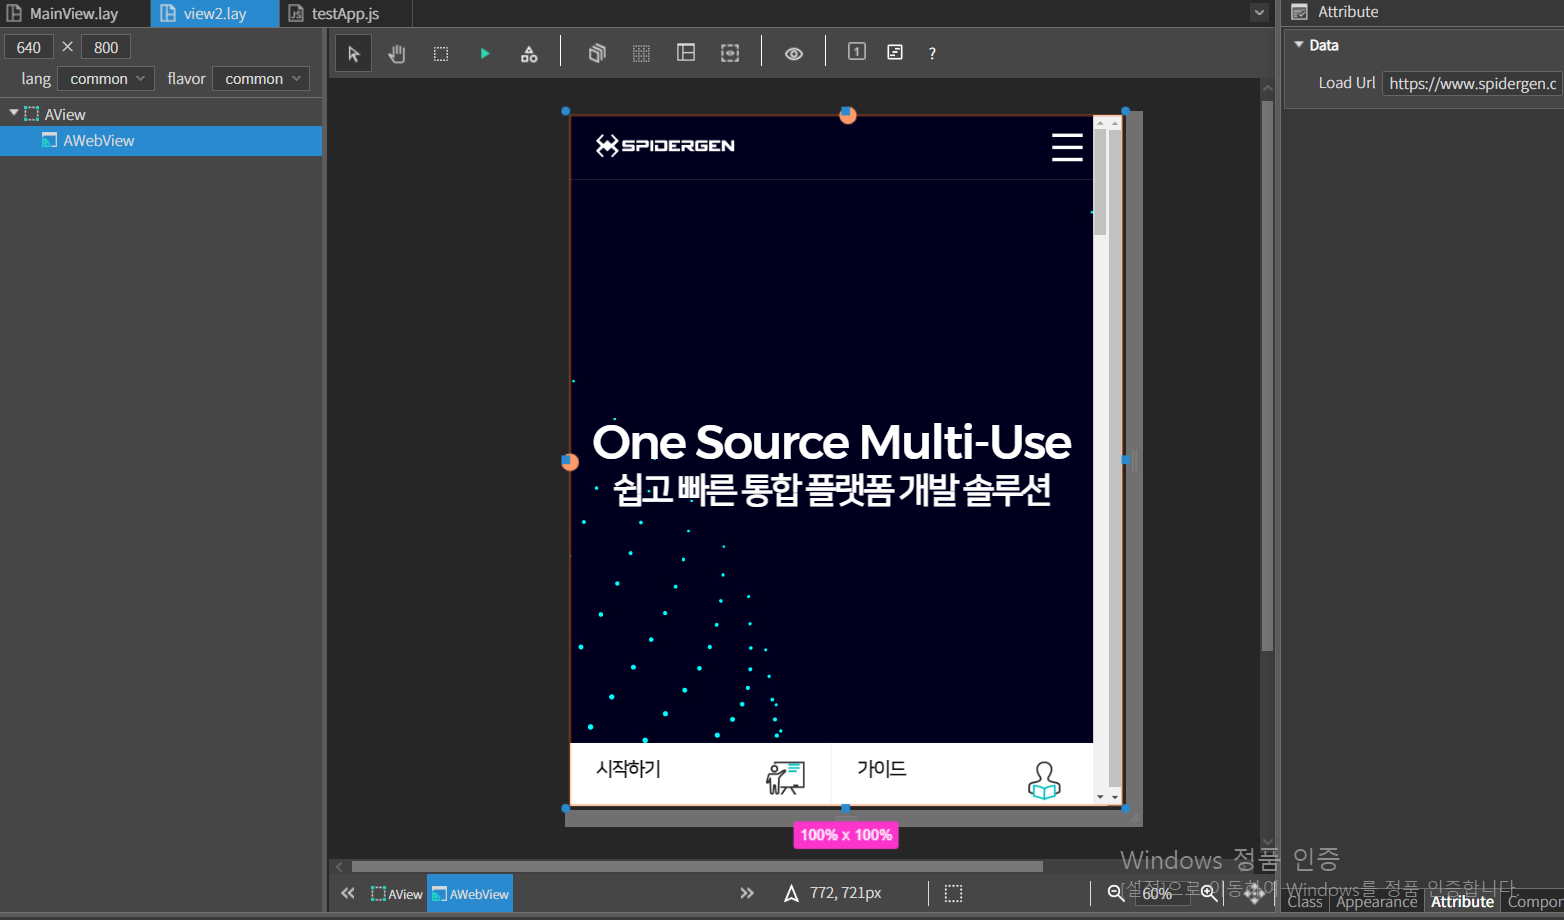 MainView.lay
view2.lay
testApp.js
Attribute
640 × 800
lang common flavor common
Data
Load Url https://www.spidergen.c
AView
AWebView
1 ?
SPIDERGEN
One Source Multi-Use
쉽고 빠른 통합 플랫폼 개발 솔루션
시작하기
가이드
100% x 100%
Windows 정품 인증
[설정]으로 이동하여 Windows를 정품 인증합니다.
AView
AWebView
772, 721px
60%
Class
Appearance
Attribute
Compor